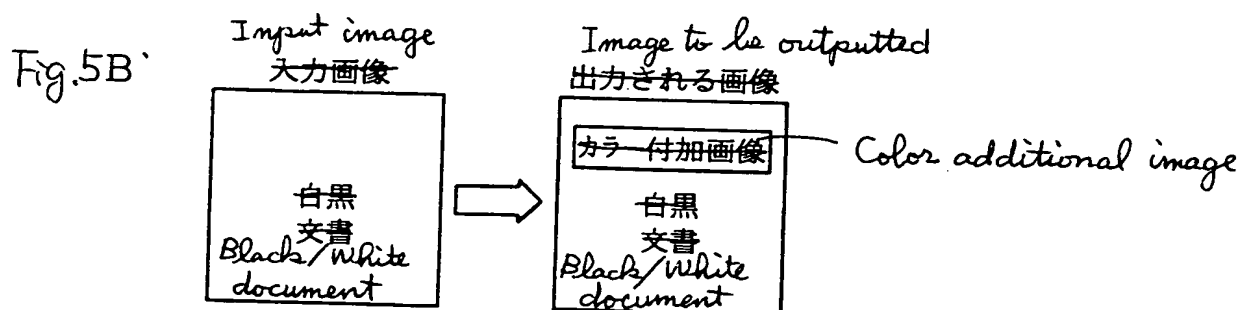 Fig.5B
Input image
入力画像
白黒
文書
Black/White
document
Image to be outputted
出力される画像
カラー付加画像
Color additional image
白黒
文書
Black/White
document